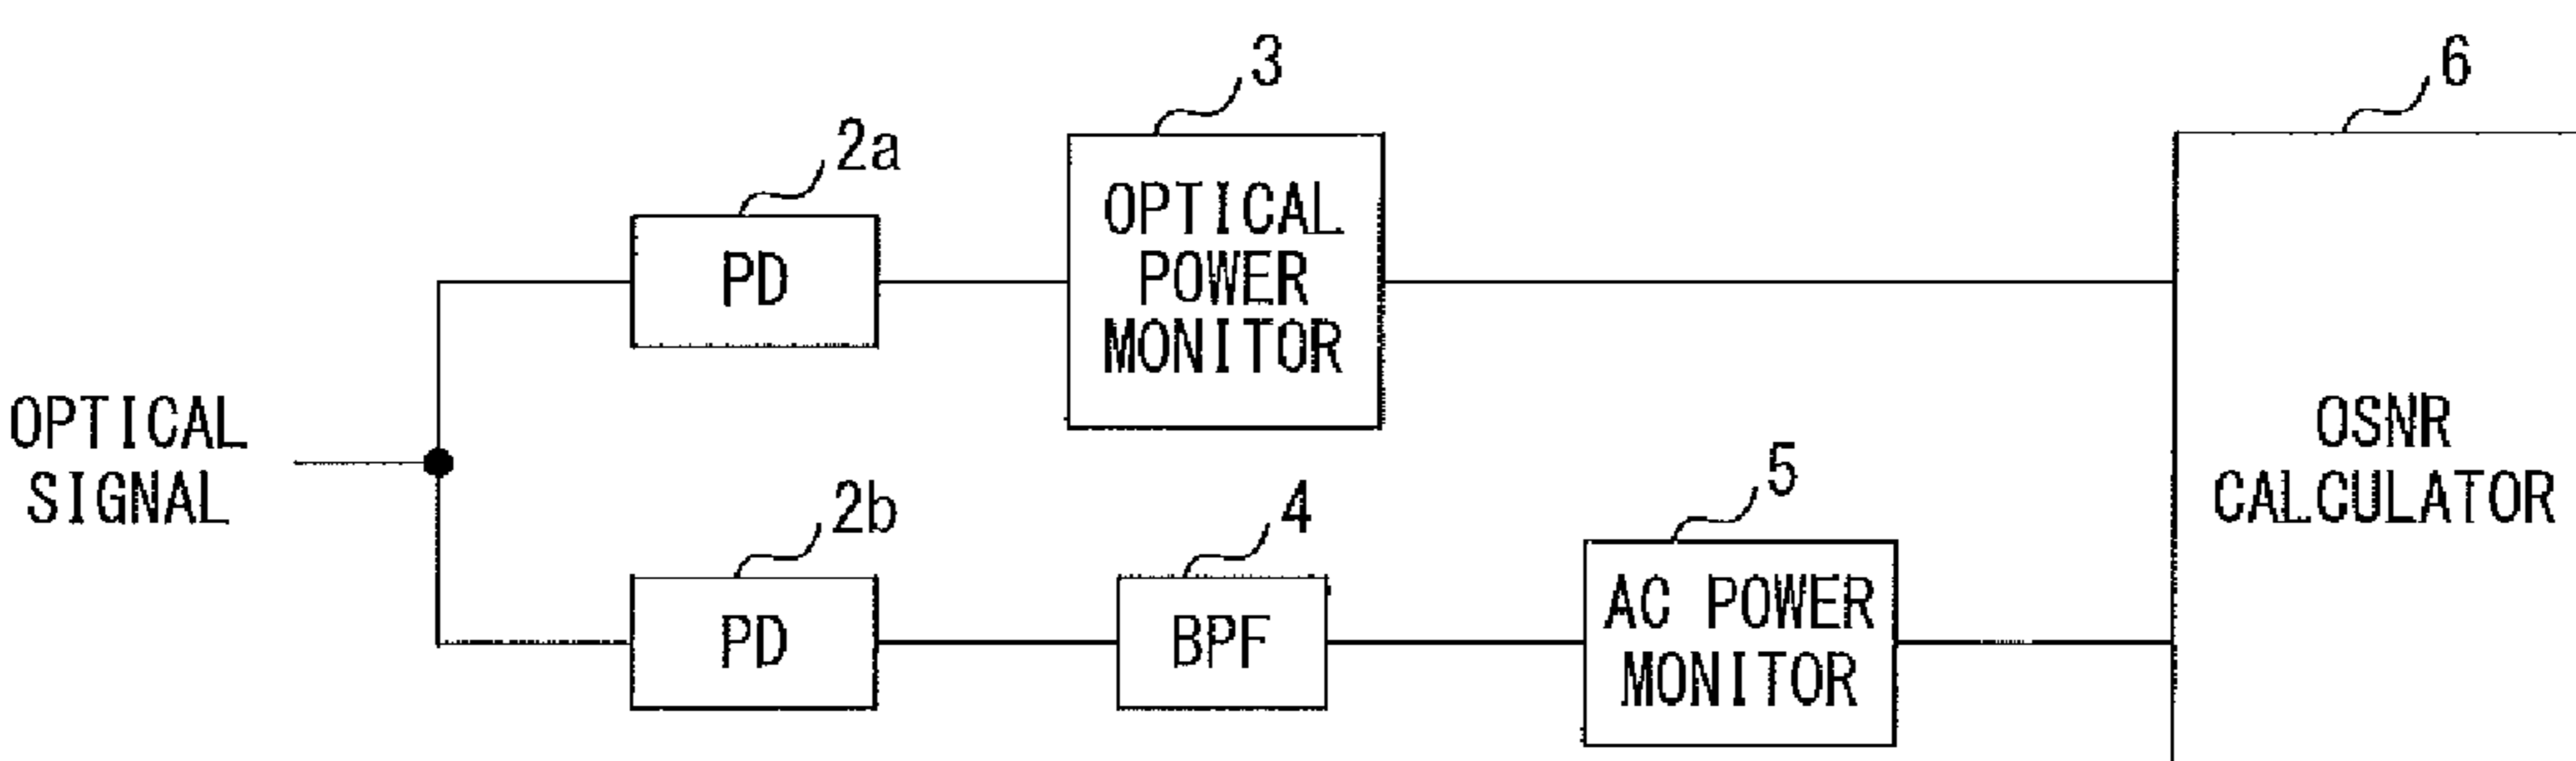 3
6
2a
OPTICAL
POWER
MONITOR
PD
OPTICAL
SIGNAL
OSNR
CALCULATOR
2b
4
5
PD
BPF
AC POWER
MONITOR